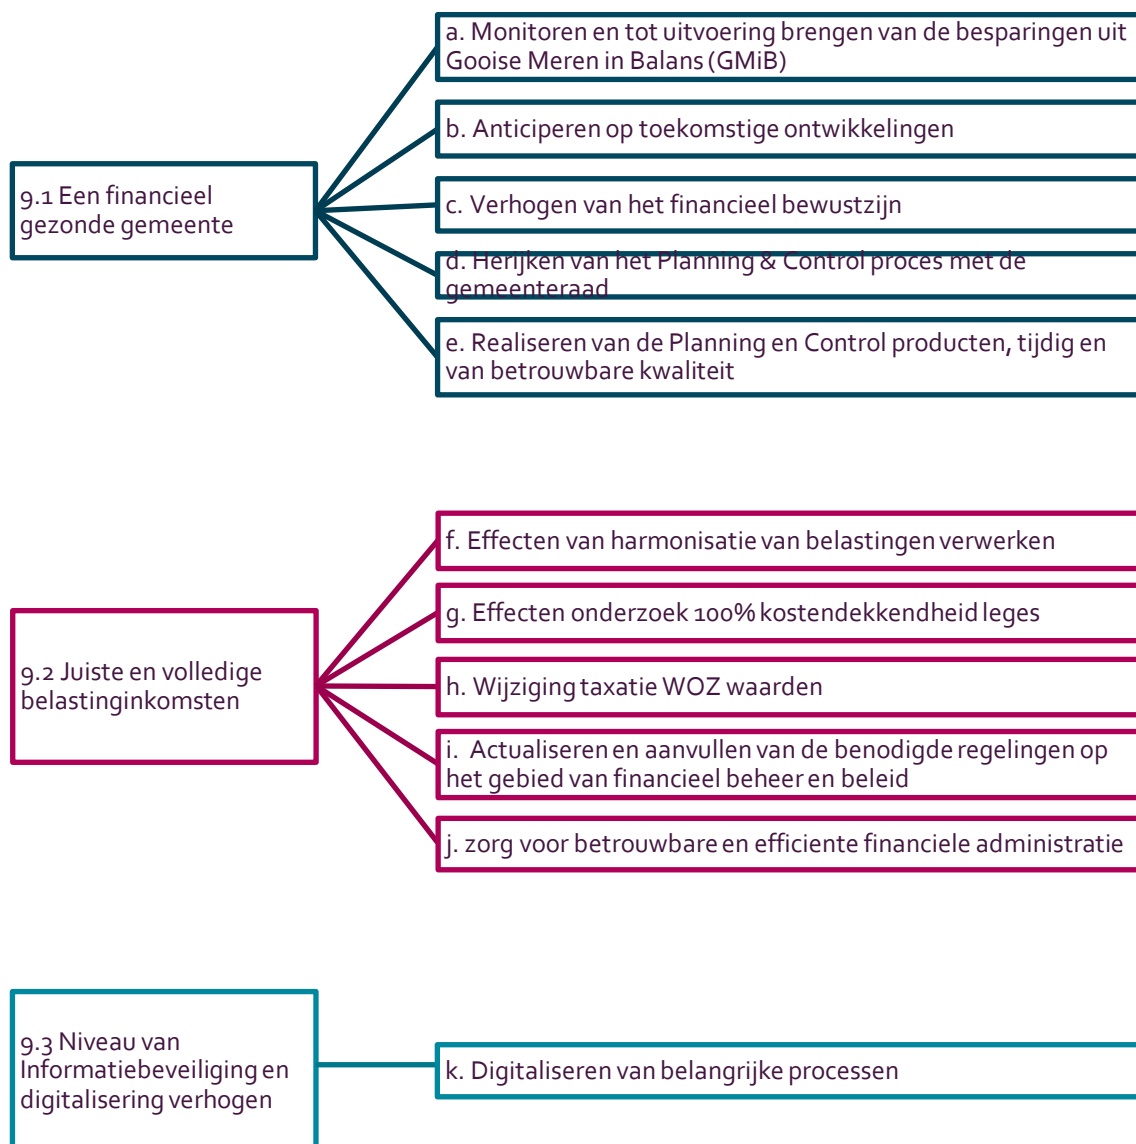 9.1 Een financieel
gezonde gemeente
a. Monitoren en tot uitvoering brengen van de besparingen uit
Gooise Meren in Balans (GMiB)
b. Anticiperen op toekomstige ontwikkelingen
c. Verhogen van het financieel bewustzijn
d. Herijken van het Planning & Control proces met de
gemeenteraad
e. Realiseren van de Planning en Control producten, tijdig en
van betrouwbare kwaliteit
9.2 Juiste en volledige
belastinginkomsten
f. Effecten van harmonisatie van belastingen verwerken
g. Effecten onderzoek 100% kostendekkendheid leges
h. Wijziging taxatie WOZ waarden
i. Actualiseren en aanvullen van de benodigde regelingen op
het gebied van financieel beheer en beleid
j. zorg voor betrouwbare en efficiente financiele administratie
9.3 Niveau van
Informatiebeveiliging en
digitalisering verhogen
k. Digitaliseren van belangrijke processen